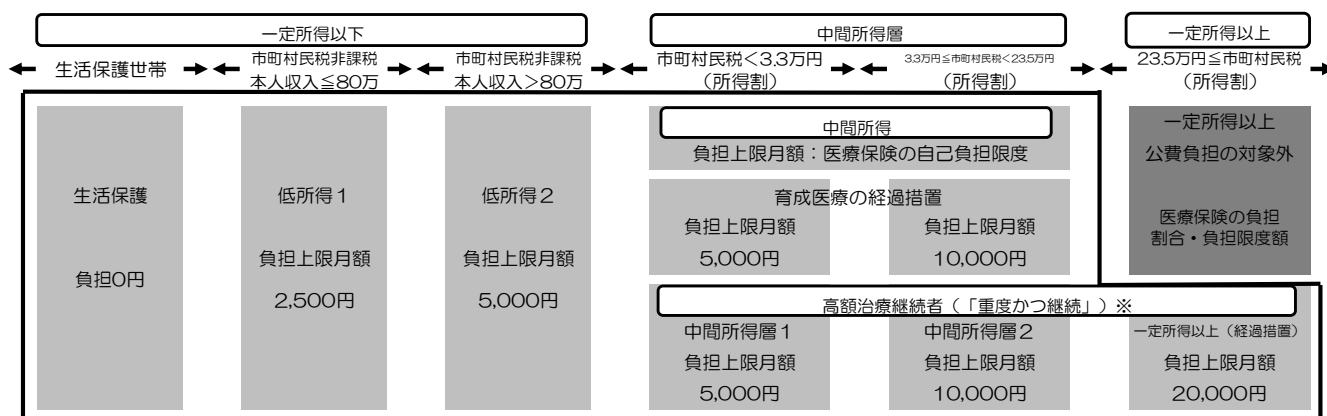 一定所得以下
中間所得層
一定所得以上
生活保護世帯
市町村民税非課税
本人収入≦80万
市町村民税非課税
本人収入＞80万
市町村民税＜3.3万円
（所得割）
3.3万円≦市町村民税＜23.5万円
（所得割）
23.5万円≦市町村民税
（所得割）
生活保護
負担0円
低所得１
負担上限月額
2,500円
低所得２
負担上限月額
5,000円
中間所得
負担上限月額：医療保険の自己負担限度
育成医療の経過措置
負担上限月額
5,000円
負担上限月額
10,000円
一定所得以上
公費負担の対象外
医療保険の負担
割合・負担限度額
高額治療継続者（「重度かつ継続」）※
中間所得層１
負担上限月額
5,000円
中間所得層２
負担上限月額
10,000円
一定所得以上（経過措置）
負担上限月額
20,000円